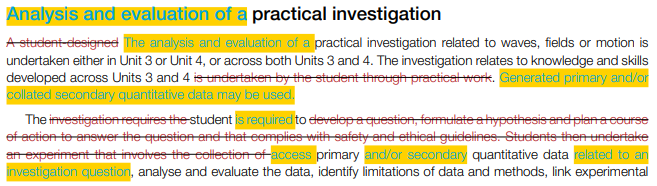 Analysis and evaluation of a practical investigation
A student-designed The analysis and evaluation of a practical investigation related to waves, fields or motion is
undertaken either in Unit 3 or Unit 4, or across both Units 3 and 4. The investigation relates to knowledge and skills
developed across Units 3 and 4 is undertaken by the student through practical work. Generated primary and/or
collated secondary quantitative data may be used.
The investigation requires the student is required to develop a question, formulate a hypothesis and plan a course
of action to answer the question and that complies with safety and ethical guidelines. Students then undertake
an experiment that involves the collection of access primary and/or secondary quantitative data related to an
investigation question, analyse and evaluate the data, identify limitations of data and methods, link experimental